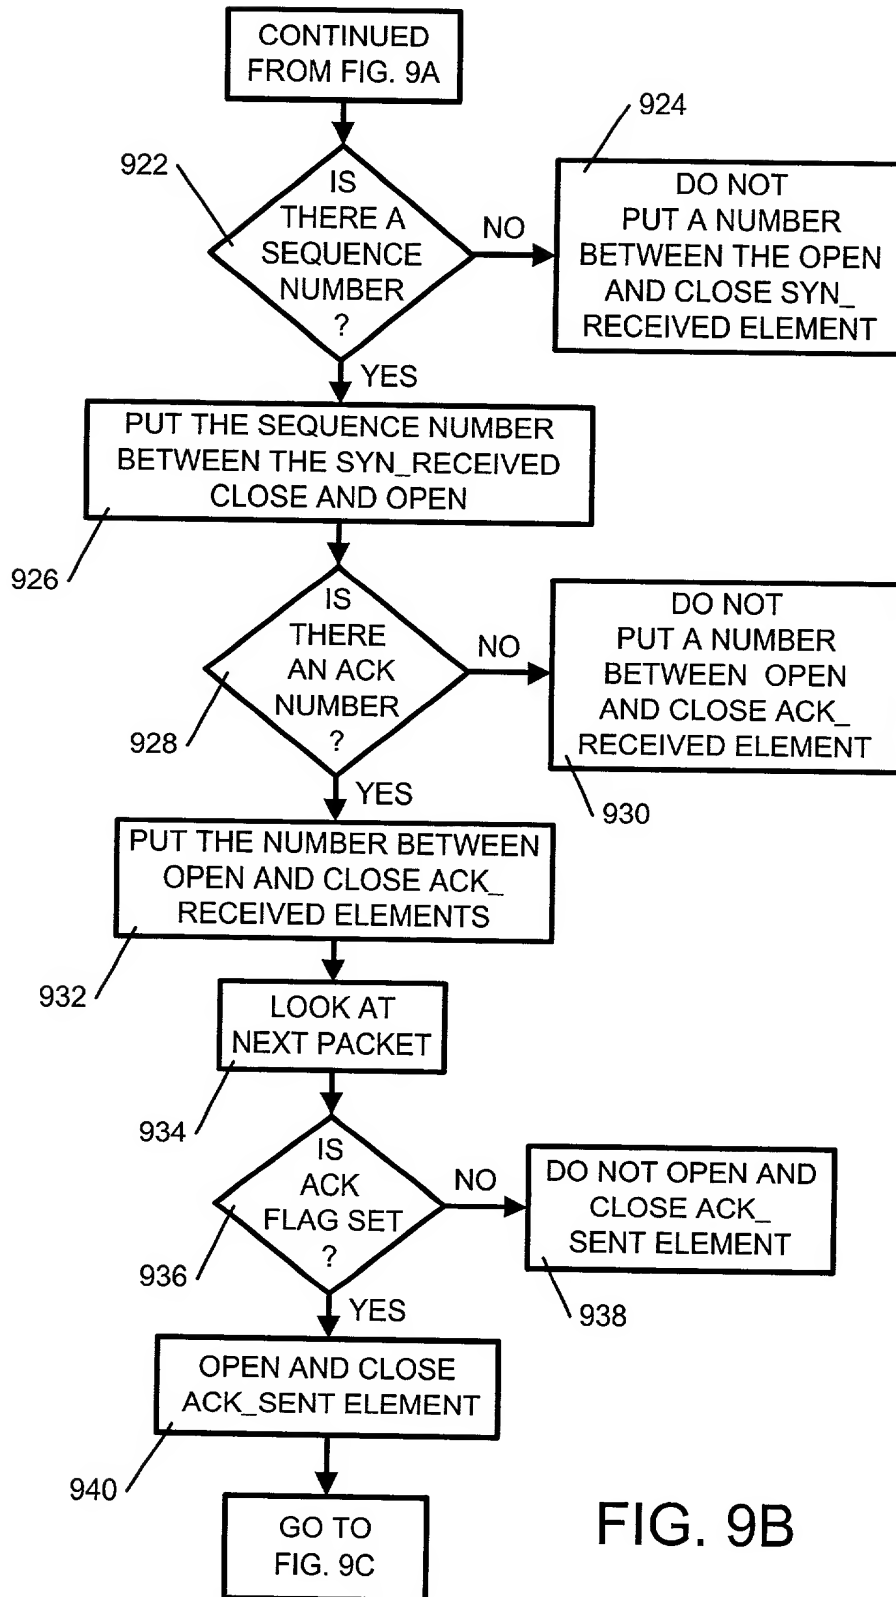 CONTINUED
FROM FIG. 9A
924
922
IS
THERE A
SEQUENCE
NUMBER
?
NO
DO NOT
PUT A NUMBER
BETWEEN THE OPEN
AND CLOSE SYN_
RECEIVED ELEMENT
YES
PUT THE SEQUENCE NUMBER
BETWEEN THE SYN_RECEIVED
CLOSE AND OPEN
926
IS
THERE
AN ACK
NUMBER
?
928
NO
DO NOT
PUT A NUMBER
BETWEEN OPEN
AND CLOSE ACK_
RECEIVED ELEMENT
930
YES
PUT THE NUMBER BETWEEN
OPEN AND CLOSE ACK_
RECEIVED ELEMENTS
932
LOOK AT
NEXT PACKET
934
IS
ACK
FLAG SET
?
936
NO
DO NOT OPEN AND
CLOSE ACK_
SENT ELEMENT
938
YES
OPEN AND CLOSE
ACK_SENT ELEMENT
940
GO TO
FIG. 9C
FIG. 9B